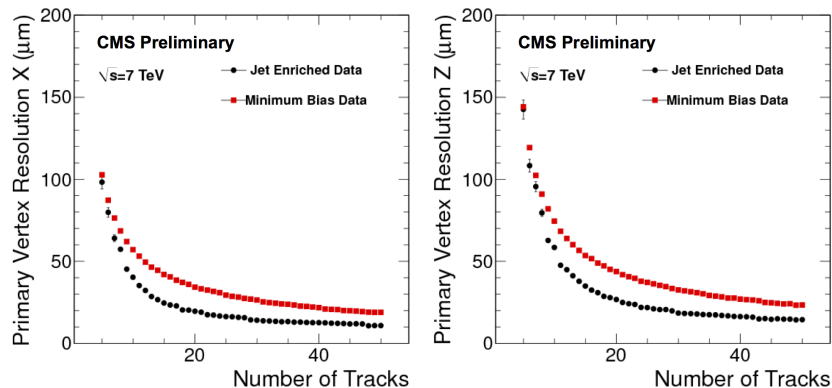 Primary Vertex Resolution X (μm)
200
150
100
50
0
CMS Preliminary
√s=7 TeV
Jet Enriched Data
Minimum Bias Data
20
40
Number of Tracks
Primary Vertex Resolution Z (μm)
200
150
100
50
0
CMS Preliminary
√s=7 TeV
Jet Enriched Data
Minimum Bias Data
20
40
Number of Tracks